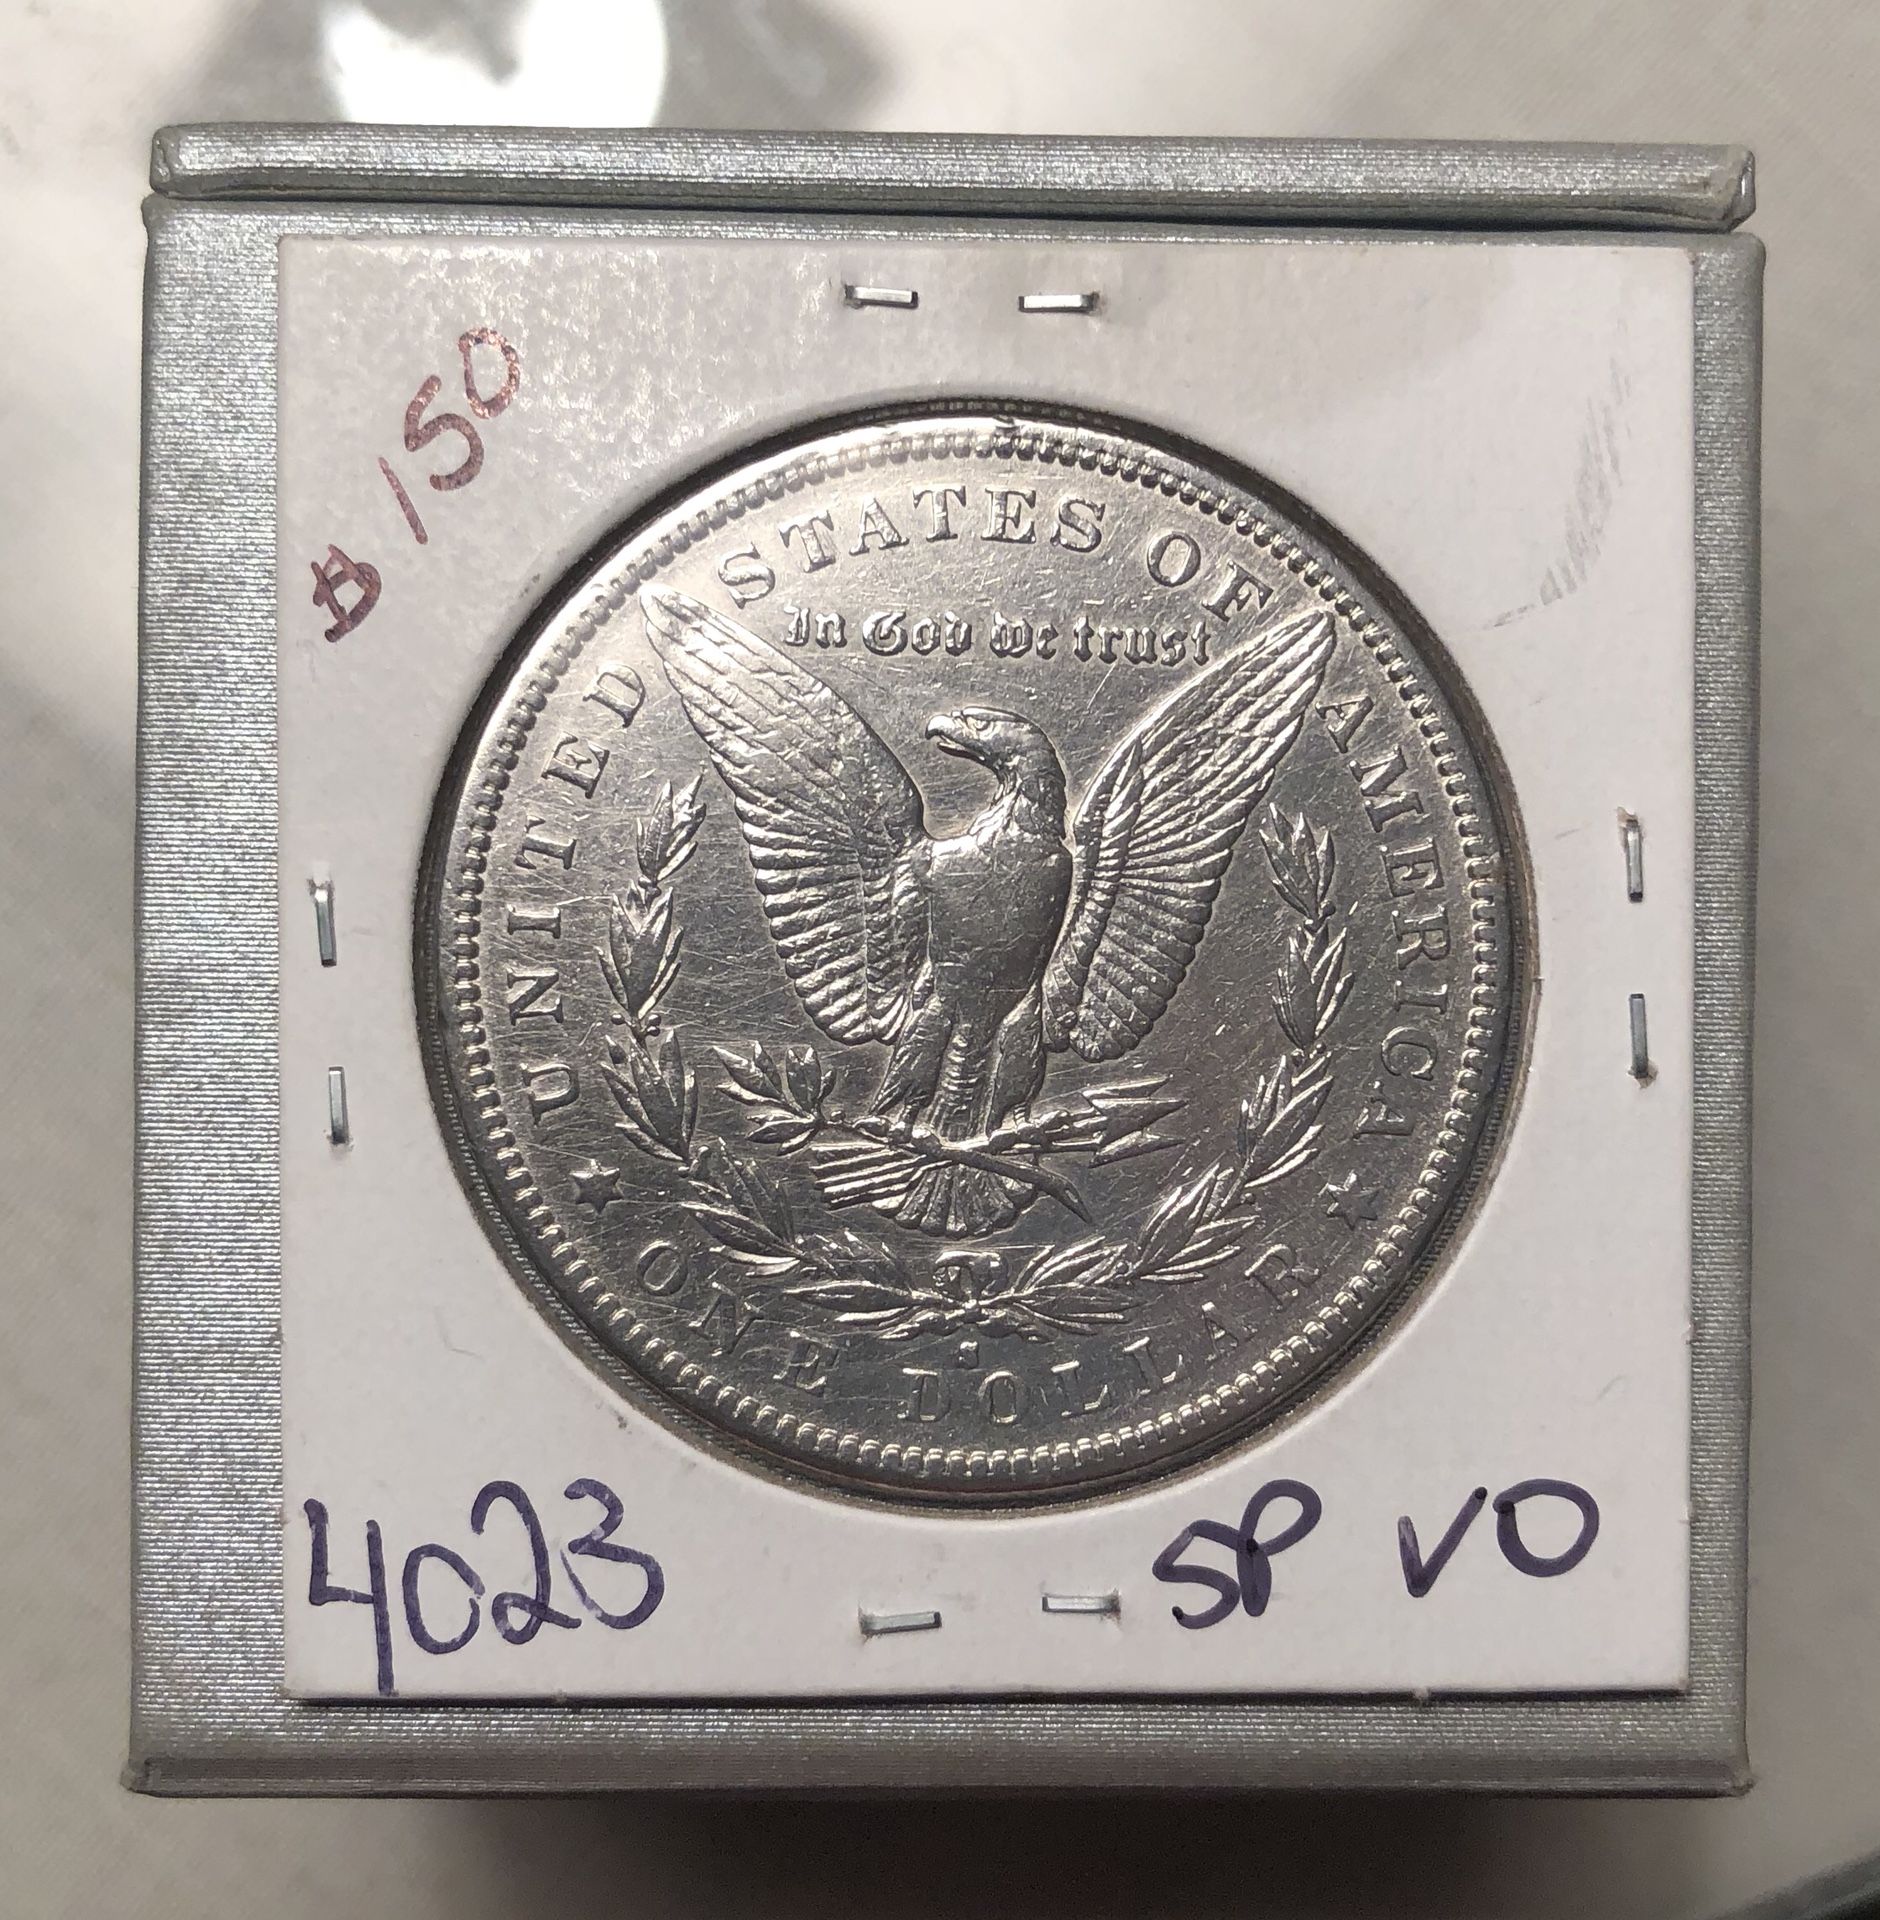 $150
UNITED STATES OF AMERICA
In God we trust
S
ONE DOLLAR
4023
SP VO